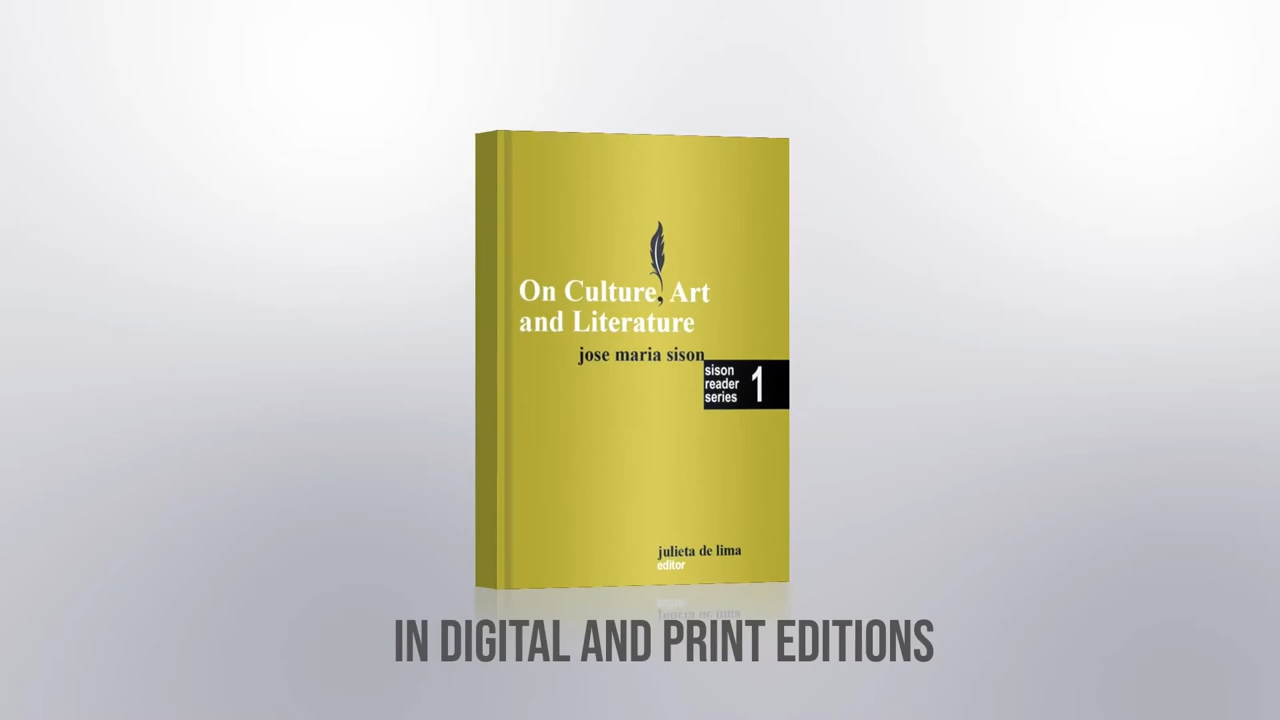 On Culture, Art
and Literature
jose maria sison
sison
reader
series
1
julieta de lima
editor
IN DIGITAL AND PRINT EDITIONS